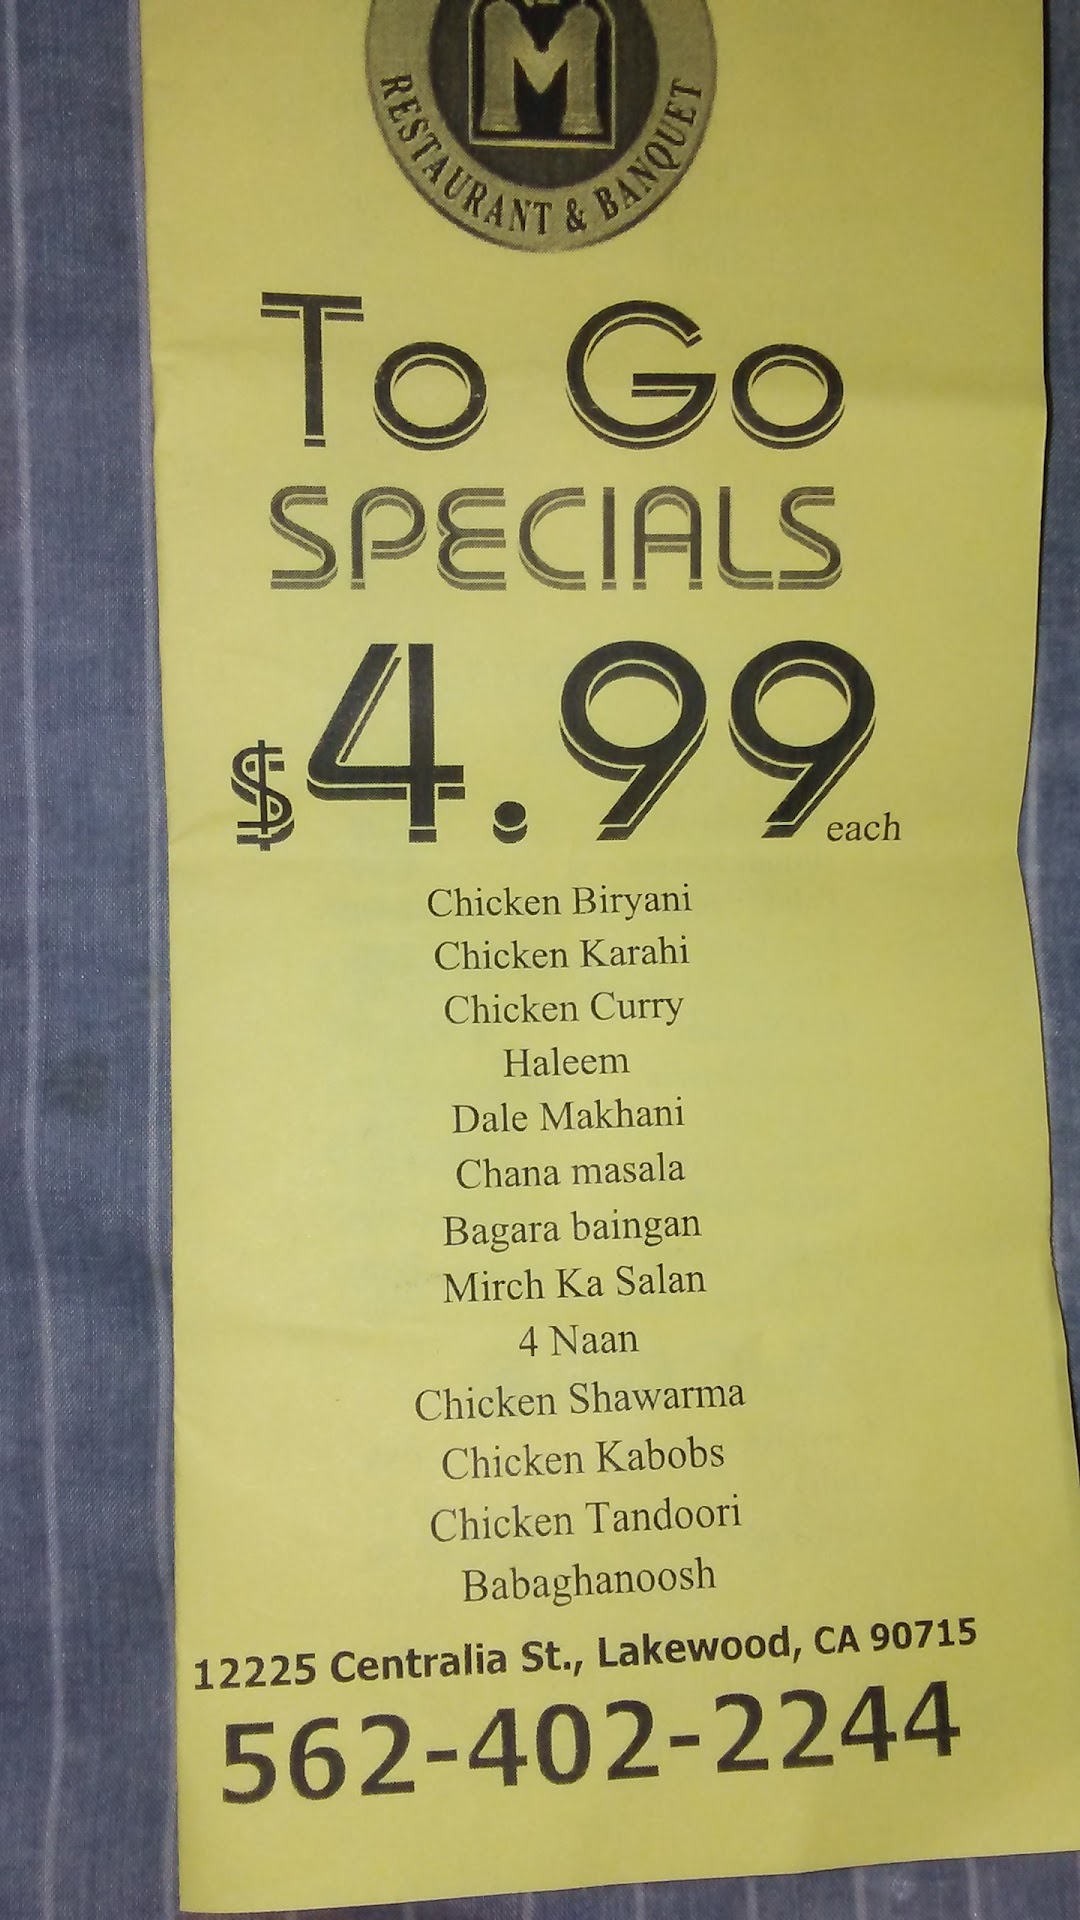 M
RESTAURANT & BANQUET
To Go
SPECIALS
$4.99 each
Chicken Biryani
Chicken Karahi
Chicken Curry
Haleem
Dale Makhani
Chana masala
Bagara baingan
Mirch Ka Salan
4 Naan
Chicken Shawarma
Chicken Kabobs
Chicken Tandoori
Babaghanoosh
12225 Centralia St., Lakewood, CA 90715
562-402-2244